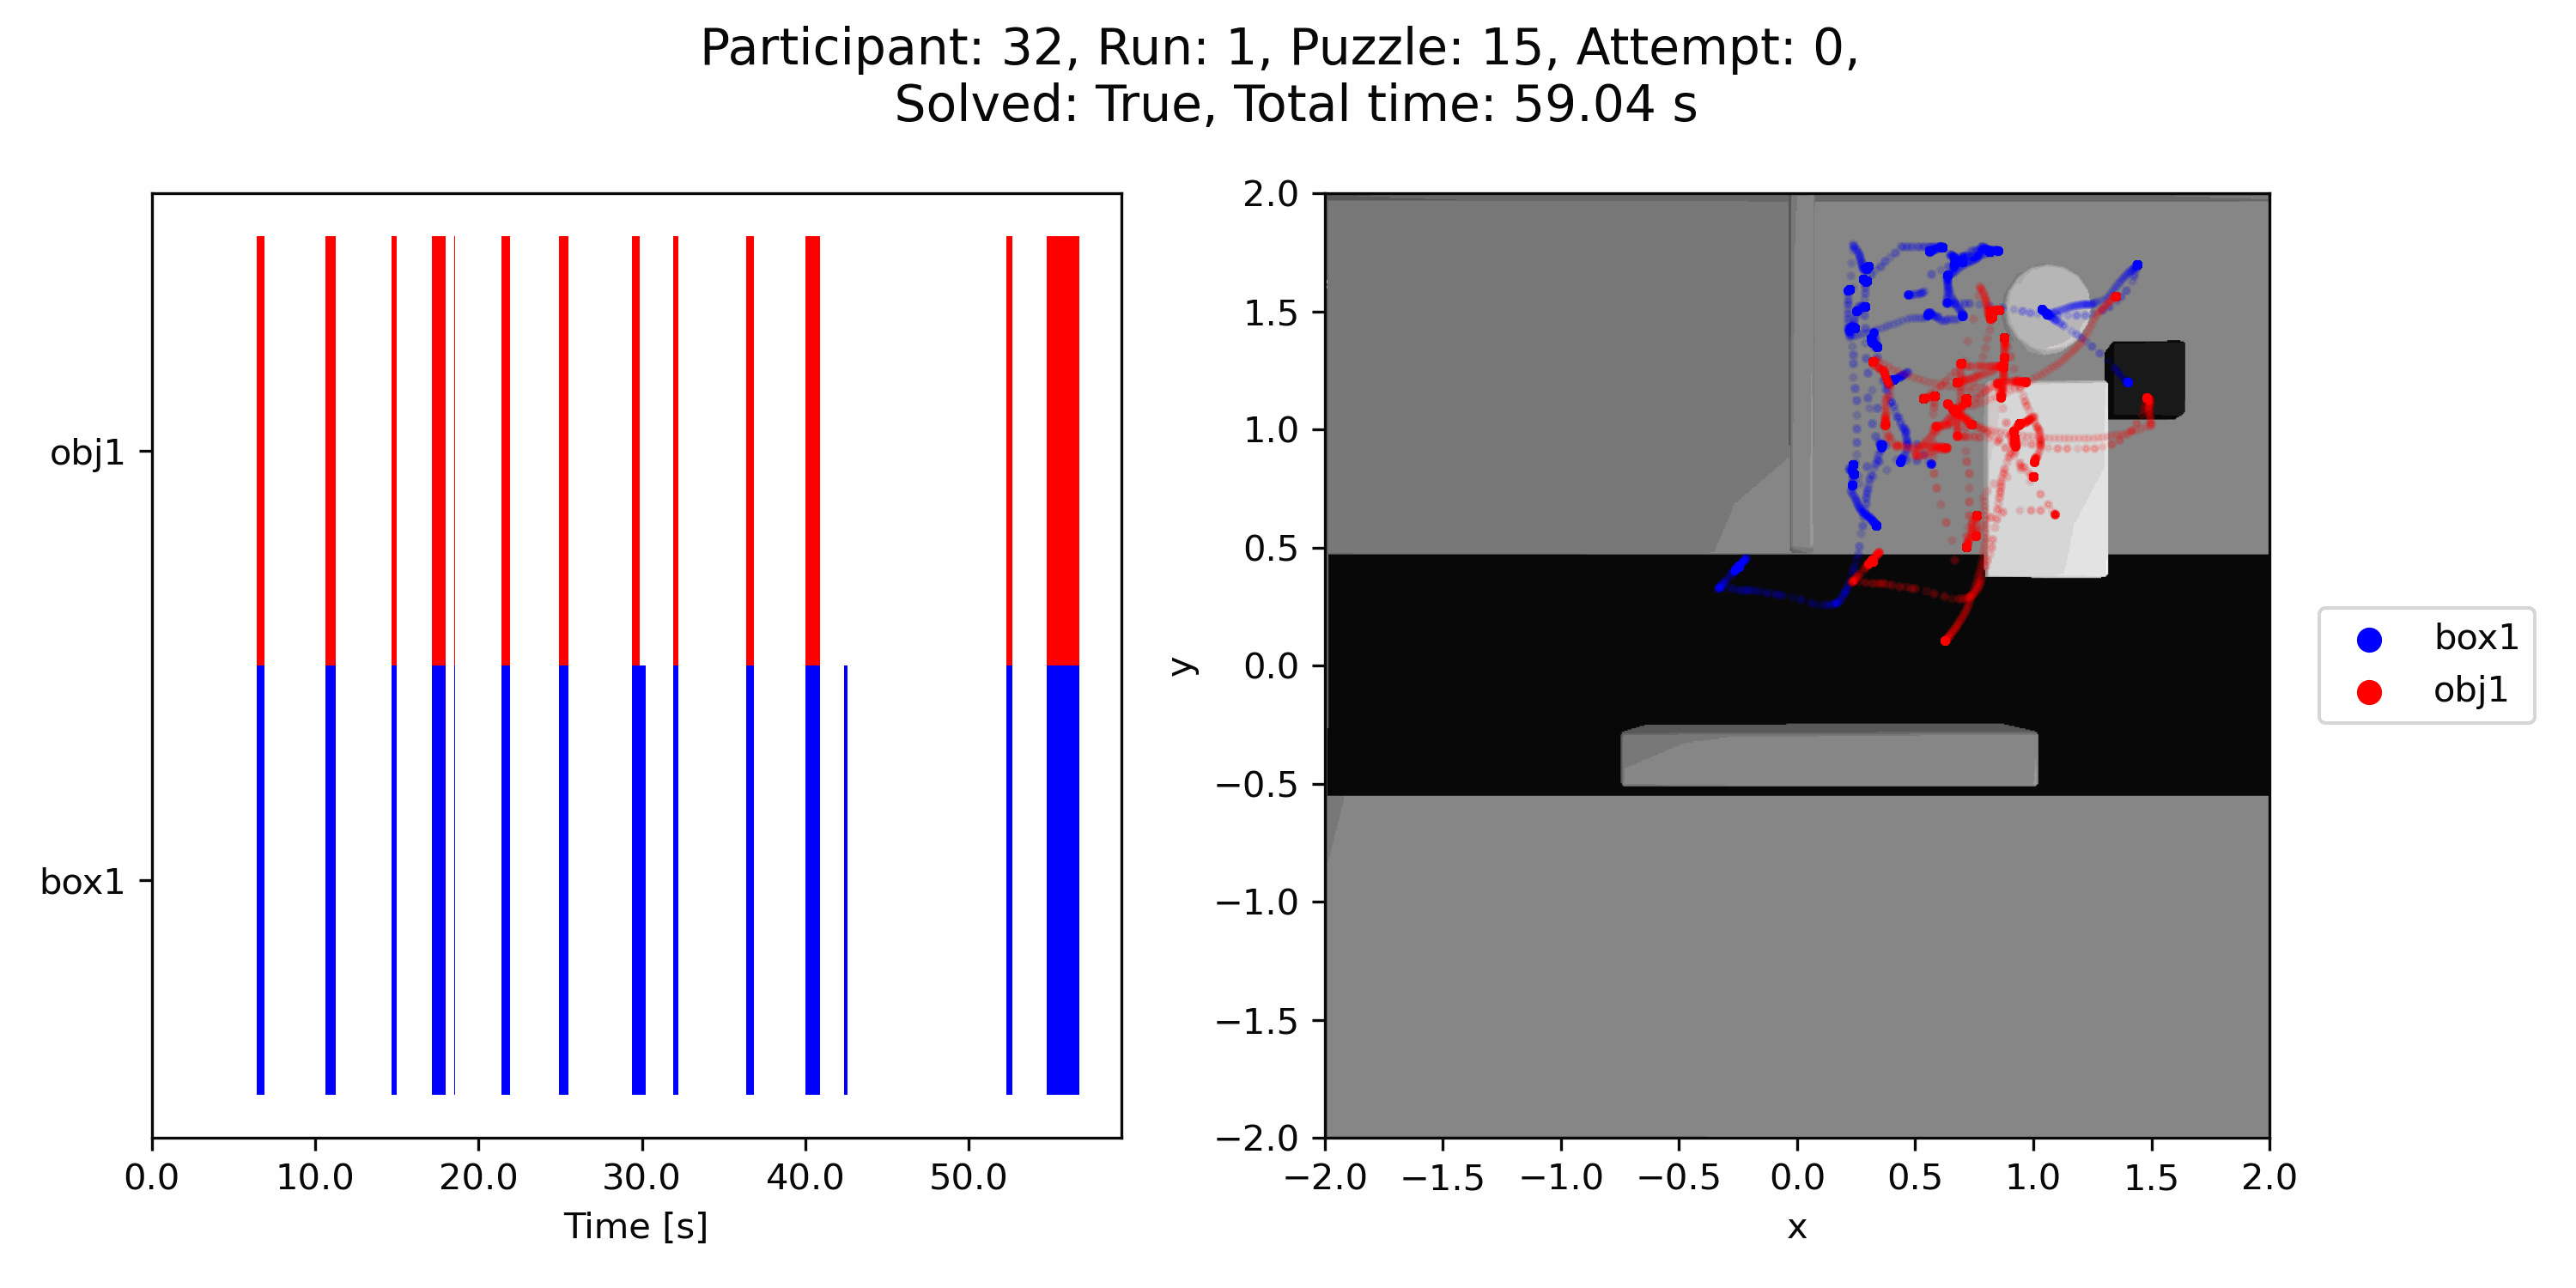 Participant: 32, Run: 1, Puzzle: 15, Attempt: 0,
Solved: True, Total time: 59.04 s
obj1
box1
0.0 10.0 20.0 30.0 40.0 50.0
Time [s]
2.0
1.5
1.0
0.5
0.0
−0.5
−1.0
−1.5
−2.0
y
−2.0 −1.5 −1.0 −0.5 0.0 0.5 1.0 1.5 2.0
x
box1
obj1